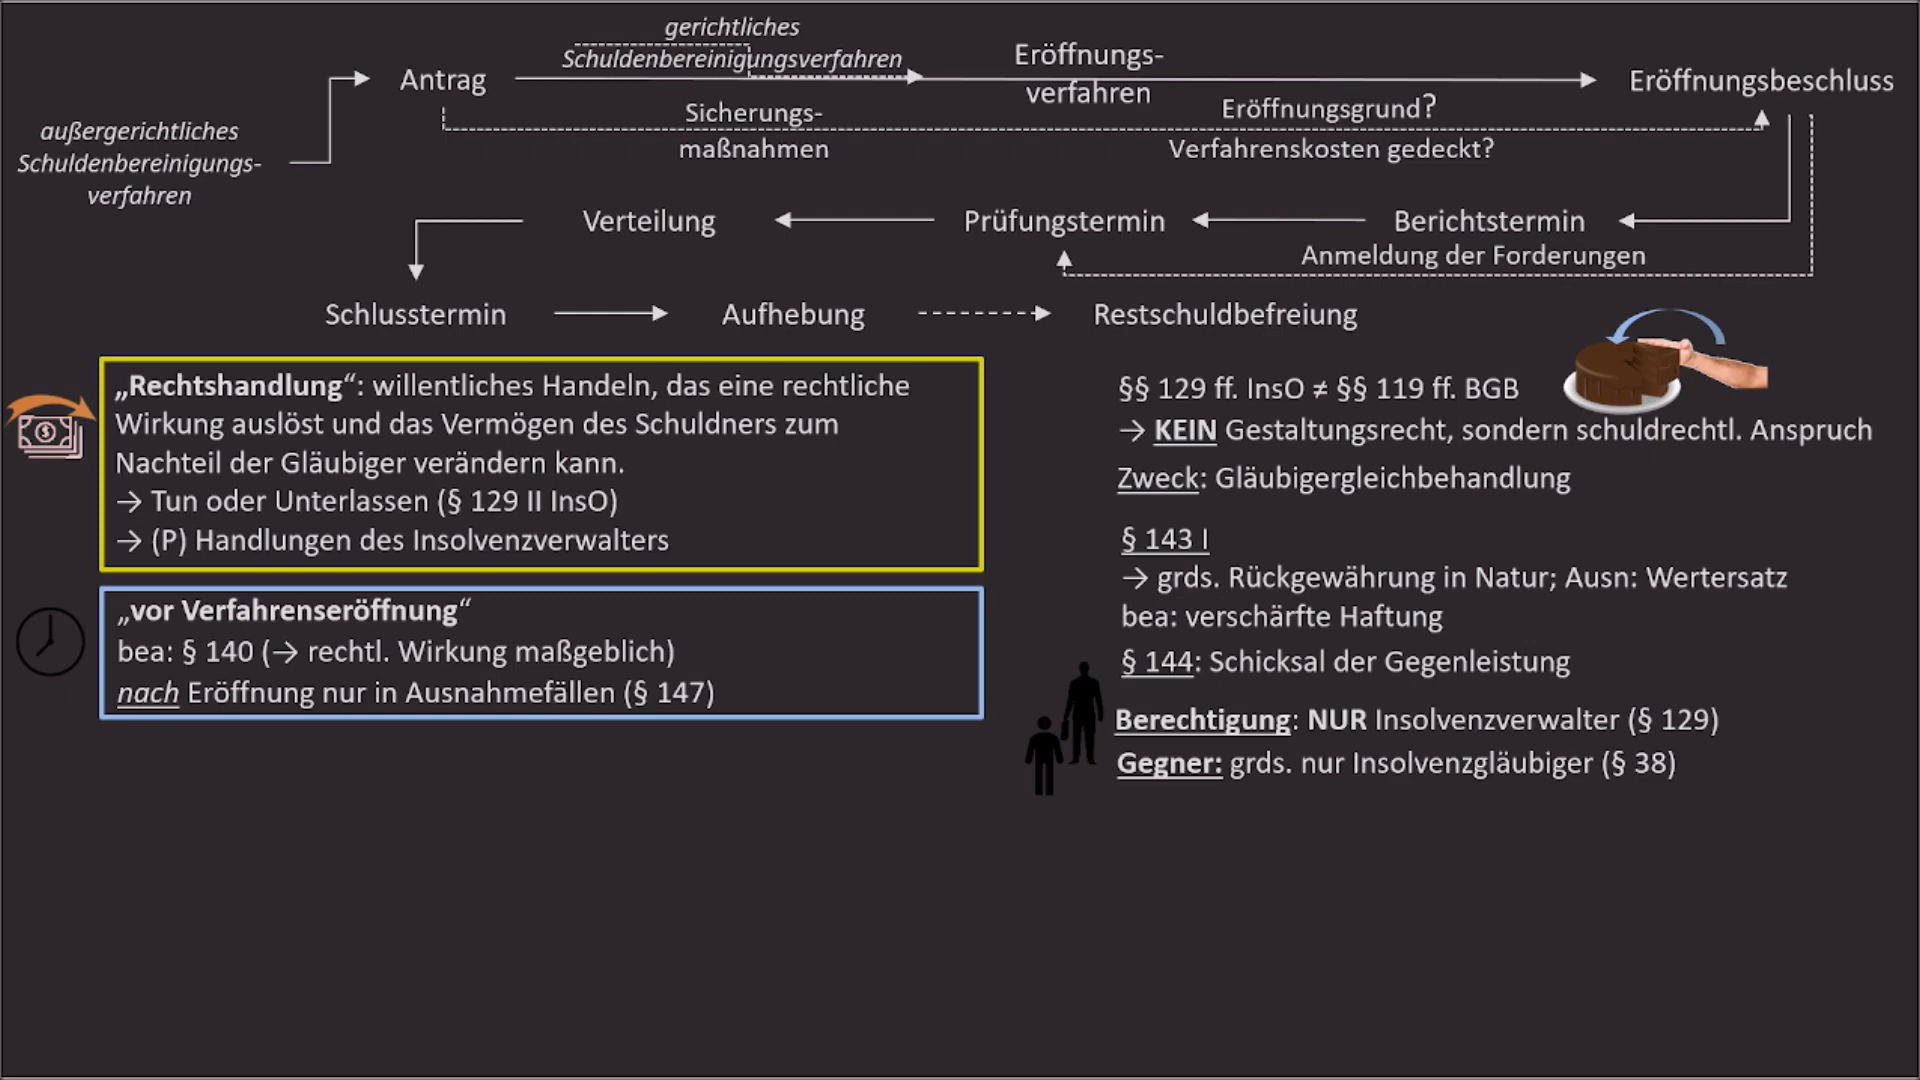 gerichtliches
Schuldenbereinigungsverfahren
Eröffnungs-
verfahren
Antrag
Eröffnungsbeschluss
außergerichtliches
Schuldenbereinigungs-
verfahren
Sicherungs-
maßnahmen
Eröffnungsgrund?
Verfahrenskosten gedeckt?
Verteilung
Prüfungstermin
Berichtstermin
Anmeldung der Forderungen
Schlusstermin
Aufhebung
Restschuldbefreiung
„Rechtshandlung“: willentliches Handeln, das eine rechtliche
Wirkung auslöst und das Vermögen des Schuldners zum
Nachteil der Gläubiger verändern kann.
→ Tun oder Unterlassen (§ 129 II InsO)
→ (P) Handlungen des Insolvenzverwalters
„vor Verfahrenseröffnung“
bea: § 140 (→ rechtl. Wirkung maßgeblich)
nach Eröffnung nur in Ausnahmefällen (§ 147)
§§ 129 ff. InsO ≠ §§ 119 ff. BGB
→ KEIN Gestaltungsrecht, sondern schuldrechtl. Anspruch
Zweck: Gläubigergleichbehandlung
§ 143 I
→ grds. Rückgewährung in Natur; Ausn: Wertersatz
bea: verschärfte Haftung
§ 144: Schicksal der Gegenleistung
Berechtigung: NUR Insolvenzverwalter (§ 129)
Gegner: grds. nur Insolvenzgläubiger (§ 38)